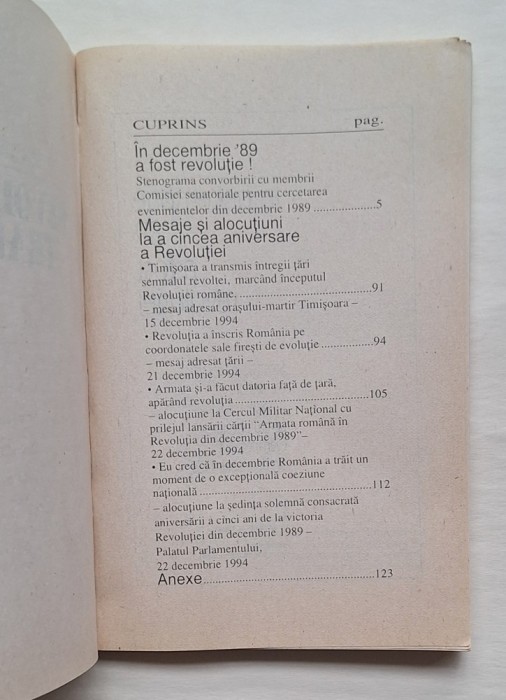 CUPRINS pag.
În decembrie '89
a fost revoluție !
Stenograma convorbirii cu membrii
Comisiei senatoriale pentru cercetarea
evenimentelor din decembrie 1989 ................5
Mesaje și alocuțiuni
la a cincea aniversare
a Revoluției
• Timișoara a transmis întregii țări
semnalul revoltei, marcând începutul
Revoluției române. .................................91
– mesaj adresat orașului-martir Timișoara –
15 decembrie 1994
• Revoluția a înscris România pe
coordonatele sale firești de evoluție .............94
– mesaj adresat țării –
21 decembrie 1994
• Armata și-a făcut datoria față de țară,
apărând revoluția .................................105
– alocuțiune la Cercul Militar Național cu
prilejul lansării cărții "Armata română în
Revoluția din decembrie 1989"–
22 decembrie 1994
• Eu cred că în decembrie România a trăit un
moment de o excepțională coeziune
națională ..........................................112
– alocuțiune la ședința solemnă consacrată
aniversării a cinci ani de la victoria
Revoluției din decembrie 1989 –
Palatul Parlamentului,
22 decembrie 1994
Anexe..........................................123